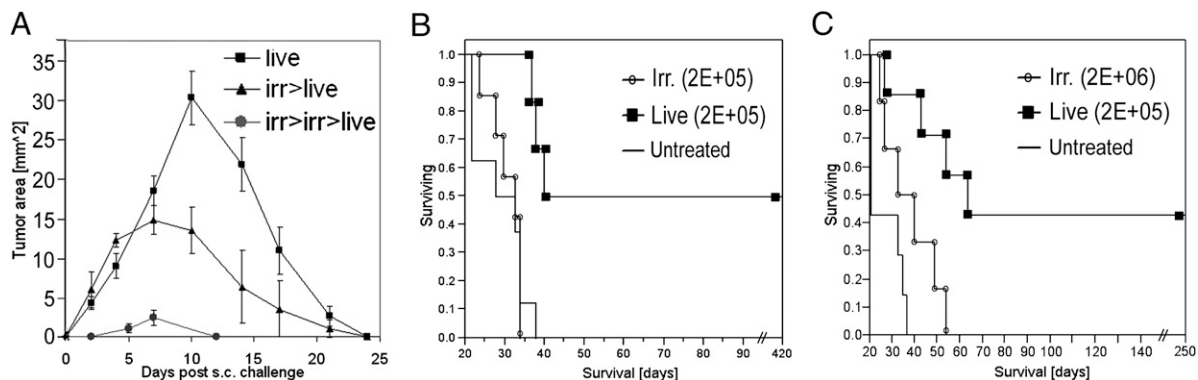 A
Tumor area [mm^2]
35
30
25
20
15
10
5
0
live
irr>live
irr>irr>live
0 5 10 15 20 25
Days post s.c. challenge
B
Surviving
1.0
0.9
0.8
0.7
0.6
0.5
0.4
0.3
0.2
0.1
0.0
Irr. (2E+05)
Live (2E+05)
Untreated
20 30 40 50 60 70 80 90 420
Survival [days]
C
Surviving
1.0
0.9
0.8
0.7
0.6
0.5
0.4
0.3
0.2
0.1
0.0
Irr. (2E+06)
Live (2E+05)
Untreated
20 30 40 50 60 70 80 90 100 110 130 150 250
Survival [days]